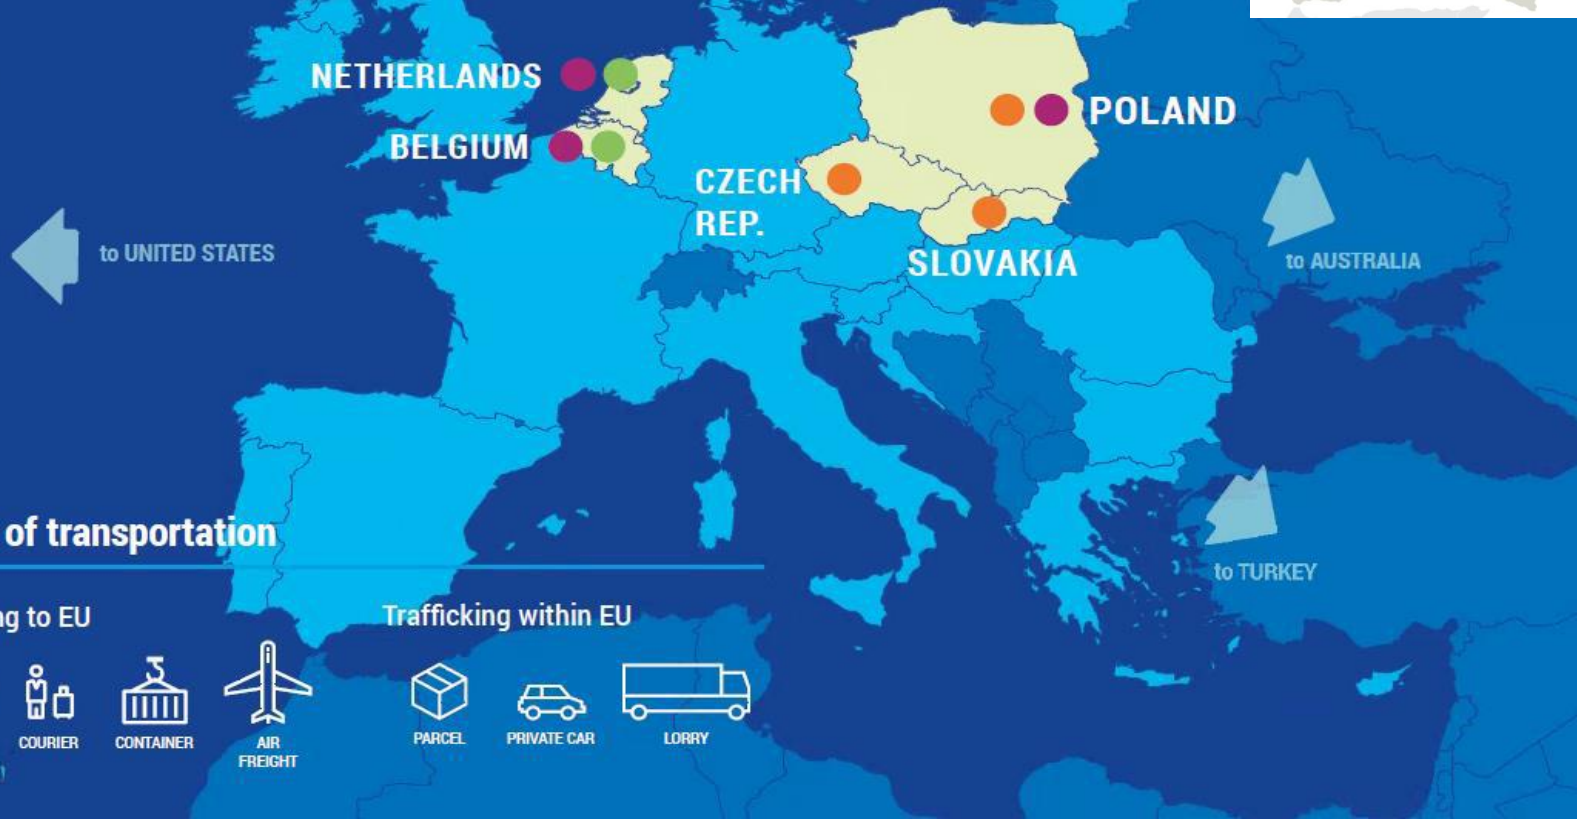 NETHERLANDS
POLAND
BELGIUM
CZECH
REP.
to UNITED STATES
SLOVAKIA
to AUSTRALIA
of transportation
to TURKEY
to EU
Trafficking within EU
COURIER
CONTAINER
AIR
FREIGHT
PARCEL
PRIVATE CAR
LORRY